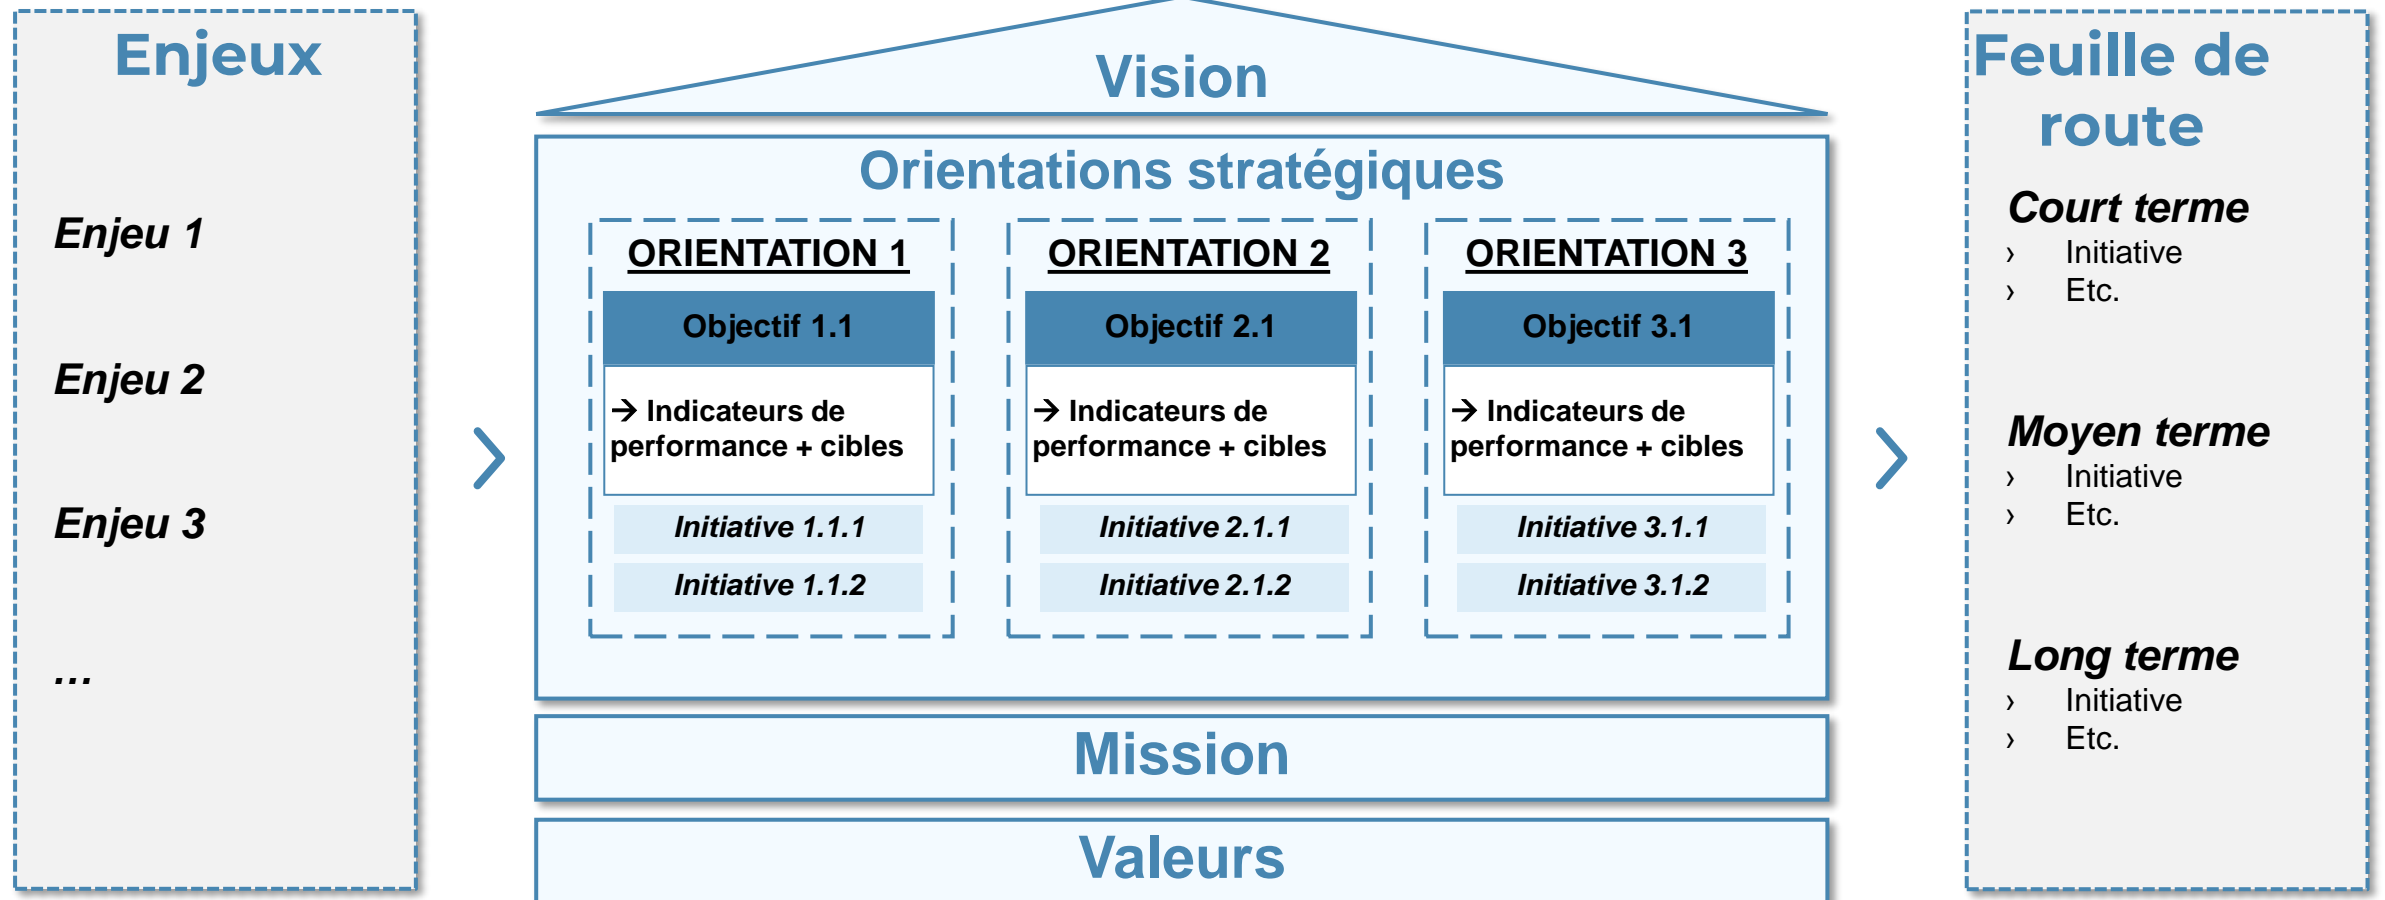 Enjeux
Enjeu 1
Enjeu 2
Enjeu 3
...
Vision
Orientations stratégiques
ORIENTATION 1
Objectif 1.1
→ Indicateurs de
performance + cibles
Initiative 1.1.1
Initiative 1.1.2
ORIENTATION 2
Objectif 2.1
→ Indicateurs de
performance + cibles
Initiative 2.1.1
Initiative 2.1.2
ORIENTATION 3
Objectif 3.1
→ Indicateurs de
performance + cibles
Initiative 3.1.1
Initiative 3.1.2
Mission
Valeurs
Feuille de
route
Court terme
› Initiative
› Etc.
Moyen terme
› Initiative
› Etc.
Long terme
› Initiative
› Etc.